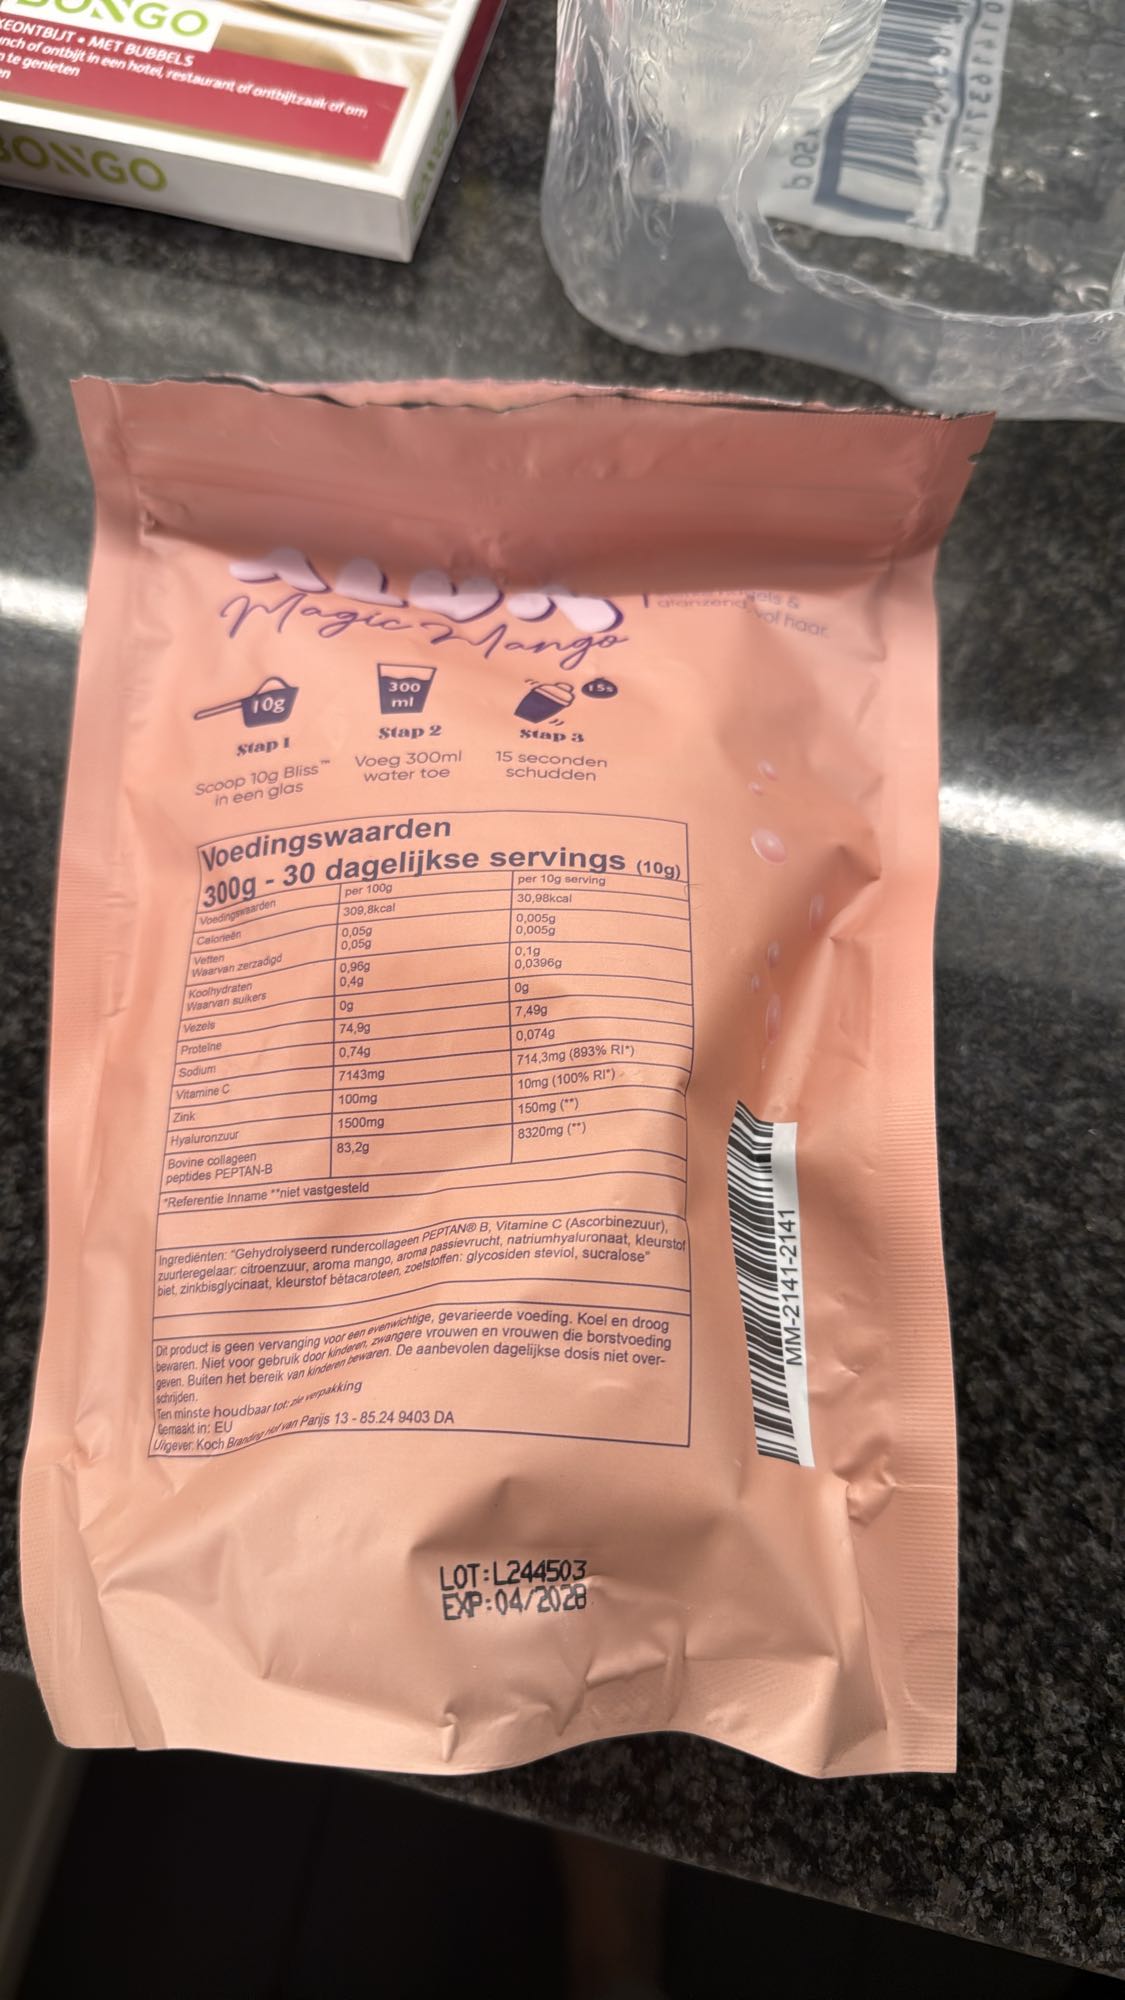 BONGO
KEONTBIJT • MET BUBBELS
nch of ontbijt in een hotel, restaurant of ontbijtzaak of om
te genieten
BONGO
Magic Mango
glanzend vol haar.
10g
300
ml
15s
Stap 1
Stap 2
Stap 3
Scoop 10g Bliss™
in een glas
Voeg 300ml
water toe
15 seconden
schudden
Voedingswaarden
300g - 30 dagelijkse servings (10g)
Voedingswaarden per 100g per 10g serving
Calorieën 309,8kcal 30,98kcal
Vetten 0,05g 0,005g
Waarvan zerzadigd 0,05g 0,005g
Koolhydraten 0,96g 0,1g
Waarvan suikers 0,4g 0,0396g
Vezels 0g 0g
Proteïne 74,9g 7,49g
Sodium 0,74g 0,074g
Vitamine C 7143mg 714,3mg (893% RI*)
Zink 100mg 10mg (100% RI*)
Hyaluronzuur 1500mg 150mg (**)
Bovine collageen 83,2g 8320mg (**)
peptides PEPTAN-B
*Referentie Inname **niet vastgesteld
Ingrediënten: "Gehydrolyseerd rundercollageen PEPTAN® B, Vitamine C (Ascorbinezuur),
zuurteregelaar: citroenzuur, aroma mango, aroma passievrucht, natriumhyaluronaat, kleurstof
biet, zinkbisglycinaat, kleurstof bètacaroteen, zoetstoffen: glycosiden steviol, sucralose"
Dit product is geen vervanging voor een evenwichtige, gevarieerde voeding. Koel en droog
bewaren. Niet voor gebruik door kinderen, zwangere vrouwen en vrouwen die borstvoeding
geven. Buiten het bereik van kinderen bewaren. De aanbevolen dagelijkse dosis niet over-
schrijden.
Ten minste houdbaar tot: zie verpakking
Gemaakt in: EU
Uigever: Koch Branding Hof van Parijs 13 - 85.24 9403 DA
MM-2141-2141
LOT:L244503
EXP:04/2028